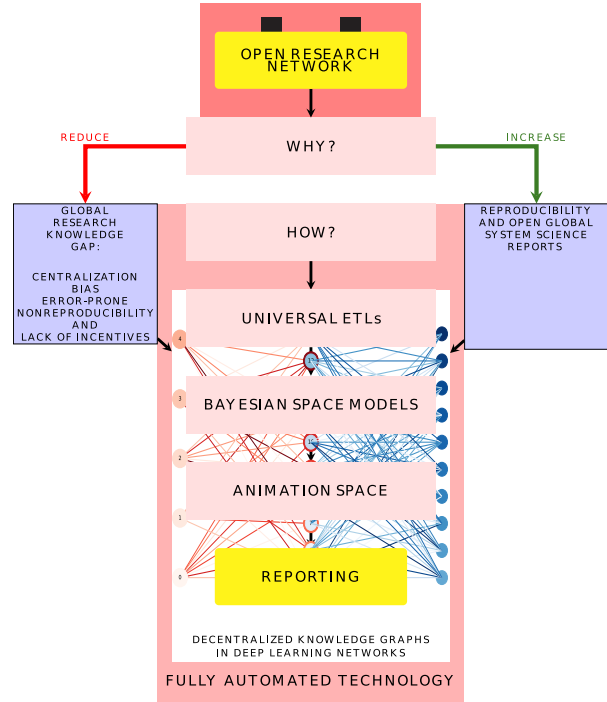 OPEN RESEARCH
NETWORK
REDUCE
INCREASE
WHY?
GLOBAL
RESEARCH
KNOWLEDGE
GAP:
CENTRALIZATION
BIAS
ERROR-PRONE
NONREPRODUCIBILITY
AND
LACK OF INCENTIVES
HOW?
REPRODUCIBILITY
AND OPEN GLOBAL
SYSTEM SCIENCE
REPORTS
UNIVERSAL ETLs
4
3
BAYESIAN SPACE MODELS
2
ANIMATION SPACE
1
0
REPORTING
DECENTRALIZED KNOWLEDGE GRAPHS
IN DEEP LEARNING NETWORKS
FULLY AUTOMATED TECHNOLOGY